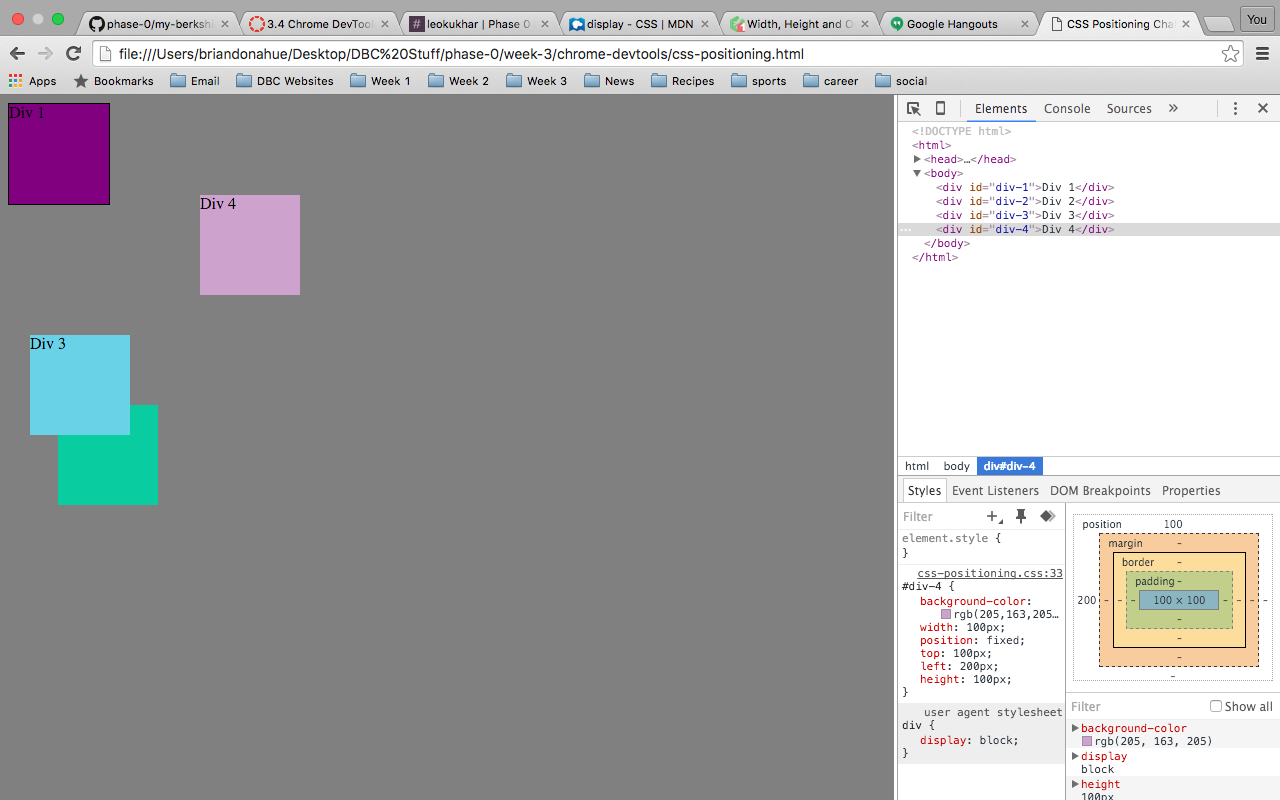 phase-0/my-berkshi
3.4 Chrome DevTool
leokukhar | Phase 0
display - CSS | MDN
Width, Height and O
Google Hangouts
CSS Positioning Cha
You
file:///Users/briandonahue/Desktop/DBC%20Stuff/phase-0/week-3/chrome-devtools/css-positioning.html
Apps Bookmarks Email DBC Websites Week 1 Week 2 Week 3 News Recipes sports career social
Div 1
Div 4
Div 3
Elements Console Sources »
<!DOCTYPE html>
<html>
<head>…</head>
<body>
<div id="div-1">Div 1</div>
<div id="div-2">Div 2</div>
<div id="div-3">Div 3</div>
... <div id="div-4">Div 4</div>
</body>
</html>
html body div#div-4
Styles Event Listeners DOM Breakpoints Properties
Filter
element.style {
}
css-positioning.css:33
#div-4 {
background-color:
rgb(205,163,205…
width: 100px;
position: fixed;
top: 100px;
left: 200px;
height: 100px;
}
user agent stylesheet
div {
display: block;
}
position 100
margin -
border -
padding -
200 - - - 100 × 100 - - - -
-
-
-
-
Filter Show all
background-color
rgb(205, 163, 205)
display
block
height
100px